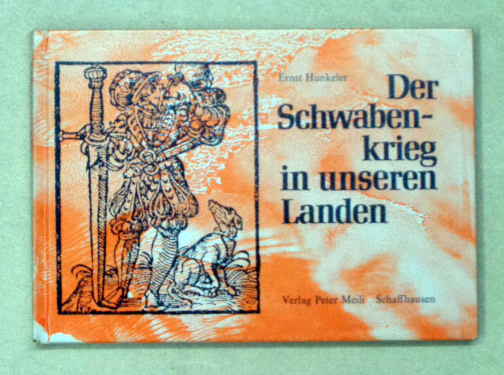 Ernst Hunkeler
Der
Schwaben-
krieg
in unseren
Landen
Verlag Peter Meili Schaffhausen